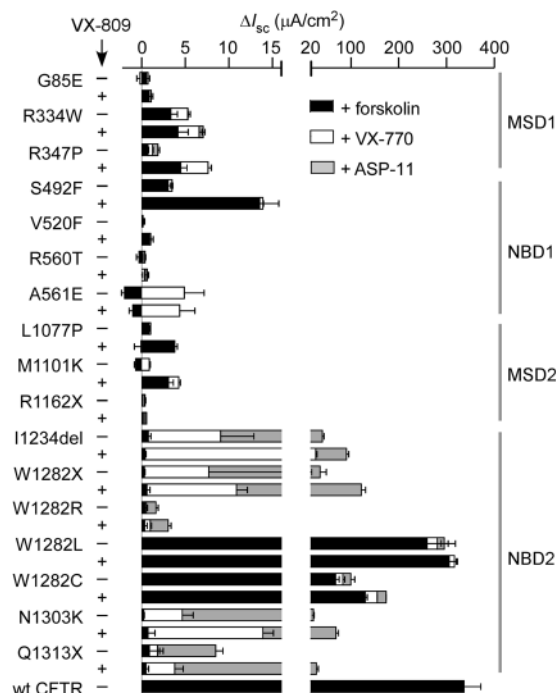 VX-809
ΔIsc (μA/cm²)
0 5 10 15 20 100 200 300 400
+ forskolin
+ VX-770
+ ASP-11
G85E −
+
R334W −
+
R347P −
+
MSD1
S492F −
+
V520F −
+
R560T −
+
A561E −
+
NBD1
L1077P −
+
M1101K −
+
R1162X −
+
MSD2
I1234del −
+
W1282X −
+
W1282R −
+
W1282L −
+
W1282C −
+
N1303K −
+
Q1313X −
+
NBD2
wt CFTR −